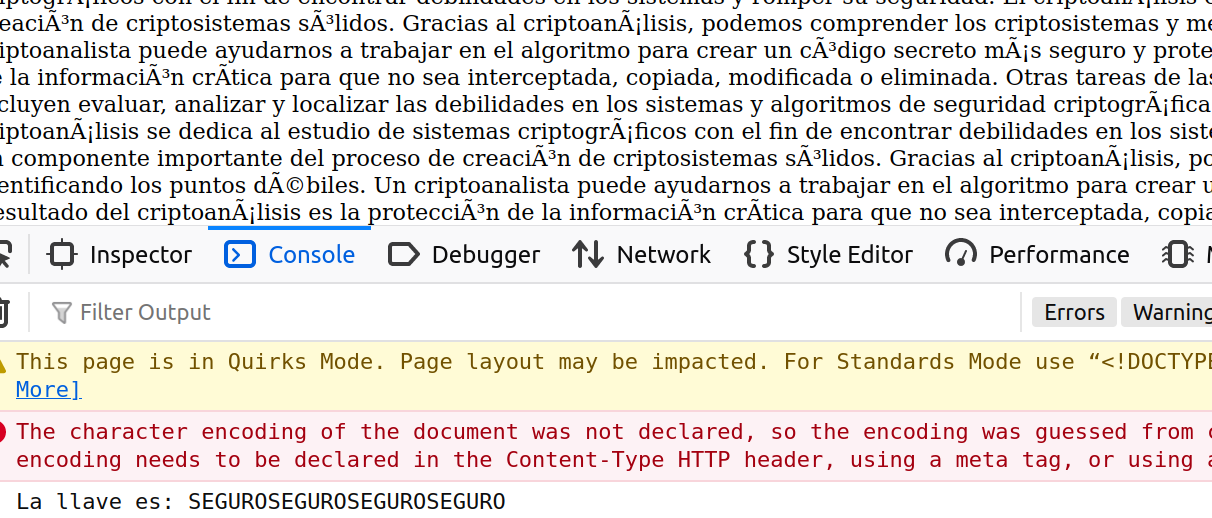 iptogrÃ¡ficos con el fin de encontrar debilidades en los sistemas y romper su seguridad. El criptoanÃ¡lisis
eaciÃ³n de criptosistemas sÃ³lidos. Gracias al criptoanÃ¡lisis, podemos comprender los criptosistemas y me
iptoanalista puede ayudarnos a trabajar en el algoritmo para crear un cÃ³digo secreto mÃ¡s seguro y prote
e la informaciÃ³n crÃ­tica para que no sea interceptada, copiada, modificada o eliminada. Otras tareas de las
cluyen evaluar, analizar y localizar las debilidades en los sistemas y algoritmos de seguridad criptogrÃ¡fica
iptoanÃ¡lisis se dedica al estudio de sistemas criptogrÃ¡ficos con el fin de encontrar debilidades en los siste
n componente importante del proceso de creaciÃ³n de criptosistemas sÃ³lidos. Gracias al criptoanÃ¡lisis, po
entificando los puntos dÃ©biles. Un criptoanalista puede ayudarnos a trabajar en el algoritmo para crear u
esultado del criptoanÃ¡lisis es la protecciÃ³n de la informaciÃ³n crÃ­tica para que no sea interceptada, copia
Inspector Console Debugger Network Style Editor Performance M
Filter Output Errors Warning
This page is in Quirks Mode. Page layout may be impacted. For Standards Mode use “<!DOCTYPE
More]
The character encoding of the document was not declared, so the encoding was guessed from c
encoding needs to be declared in the Content-Type HTTP header, using a meta tag, or using a
La llave es: SEGUROSEGUROSEGUROSEGURO